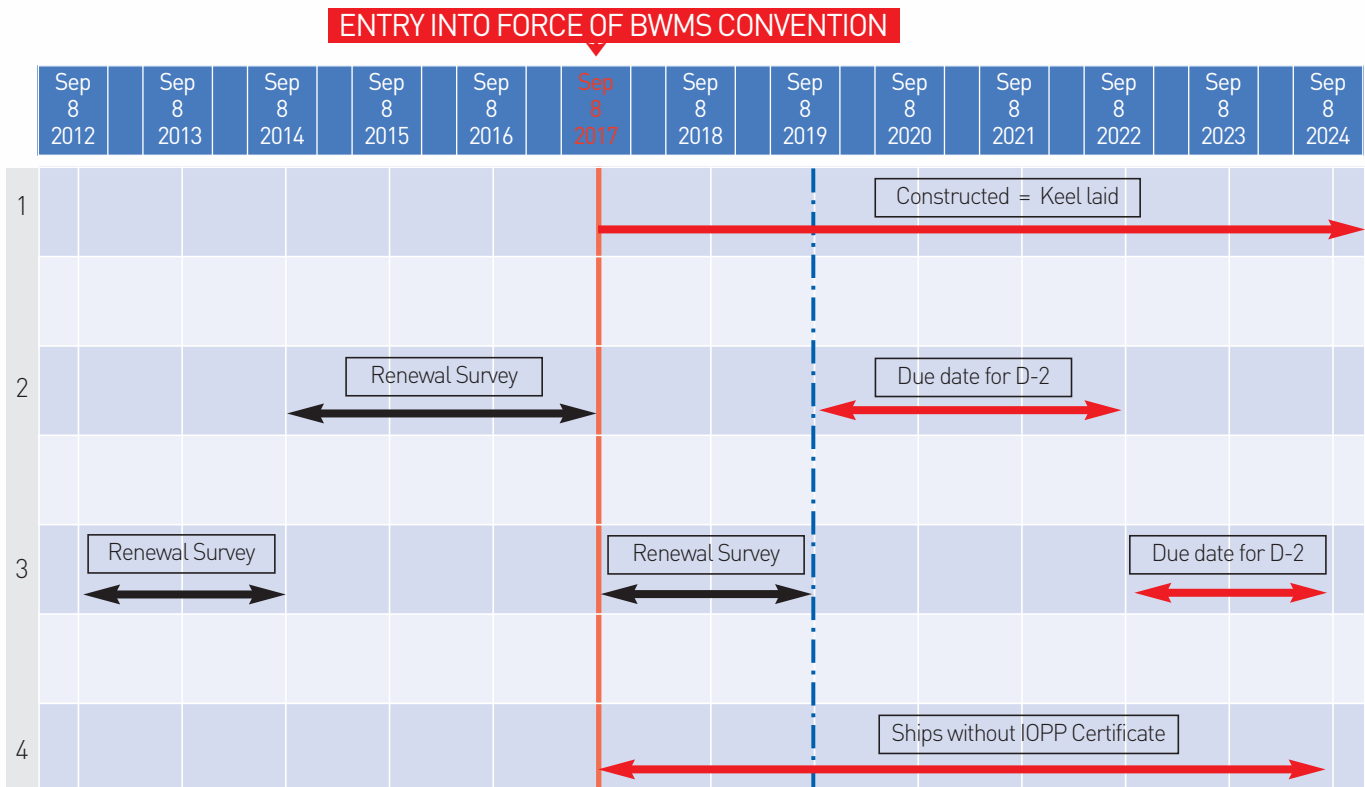 ENTRY INTO FORCE OF BWMS CONVENTION
Sep Sep Sep Sep Sep Sep Sep Sep Sep Sep Sep Sep Sep
8 8 8 8 8 8 8 8 8 8 8 8 8
2012 2013 2014 2015 2016 2017 2018 2019 2020 2021 2022 2023 2024
1 Constructed = Keel laid
2 Renewal Survey Due date for D-2
3 Renewal Survey Renewal Survey Due date for D-2
4 Ships without IOPP Certificate